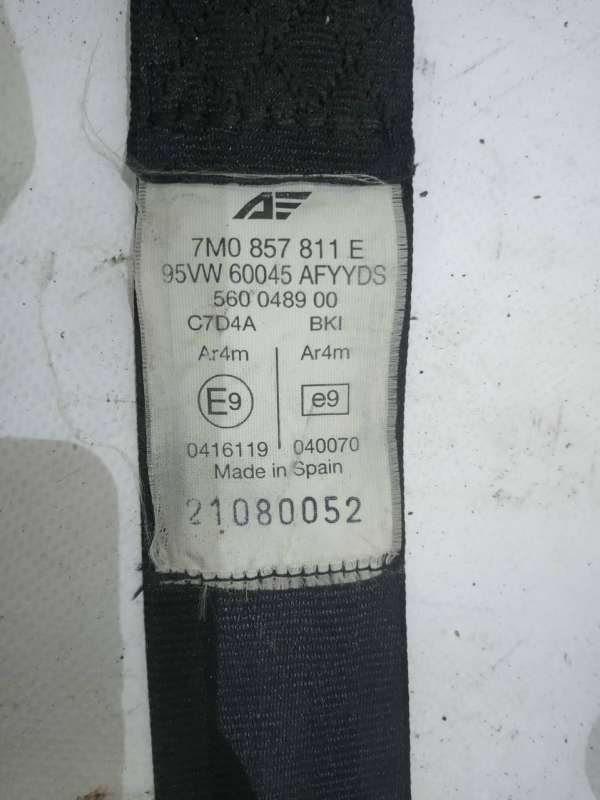 AE
7M0 857 811 E
95VW 60045 AFYYDS
560 0489 00
C7D4A BKI
Ar4m Ar4m
E9 e9
0416119 040070
Made in Spain
21080052